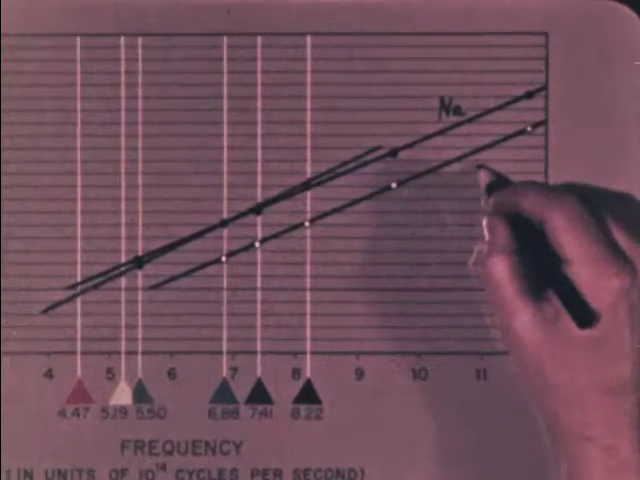 Na
4 5 6 7 8 9 10 11
4.47 5.19 5.50 6.88 7.41 8.22
FREQUENCY
(IN UNITS OF 10¹⁴ CYCLES PER SECOND)